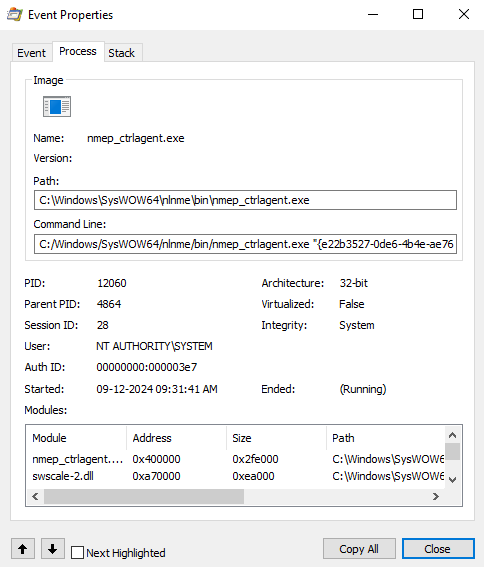 Event Properties
Event Process Stack
Image
Name: nmep_ctrlagent.exe
Version:
Path:
C:\Windows\SysWOW64\nlnme\bin\nmep_ctrlagent.exe
Command Line:
C:/Windows/SysWOW64/nlnme/bin/nmep_ctrlagent.exe "{e22b3527-0de6-4b4e-ae76
PID: 12060 Architecture: 32-bit
Parent PID: 4864 Virtualized: False
Session ID: 28 Integrity: System
User: NT AUTHORITY\SYSTEM
Auth ID: 00000000:000003e7
Started: 09-12-2024 09:31:41 AM Ended: (Running)
Modules:
Module Address Size Path
nmep_ctrlagent.... 0x400000 0x2fe000 C:\Windows\SysWOW6
swscale-2.dll 0xa70000 0xea000 C:\Windows\SysWOW6
Next Highlighted Copy All Close